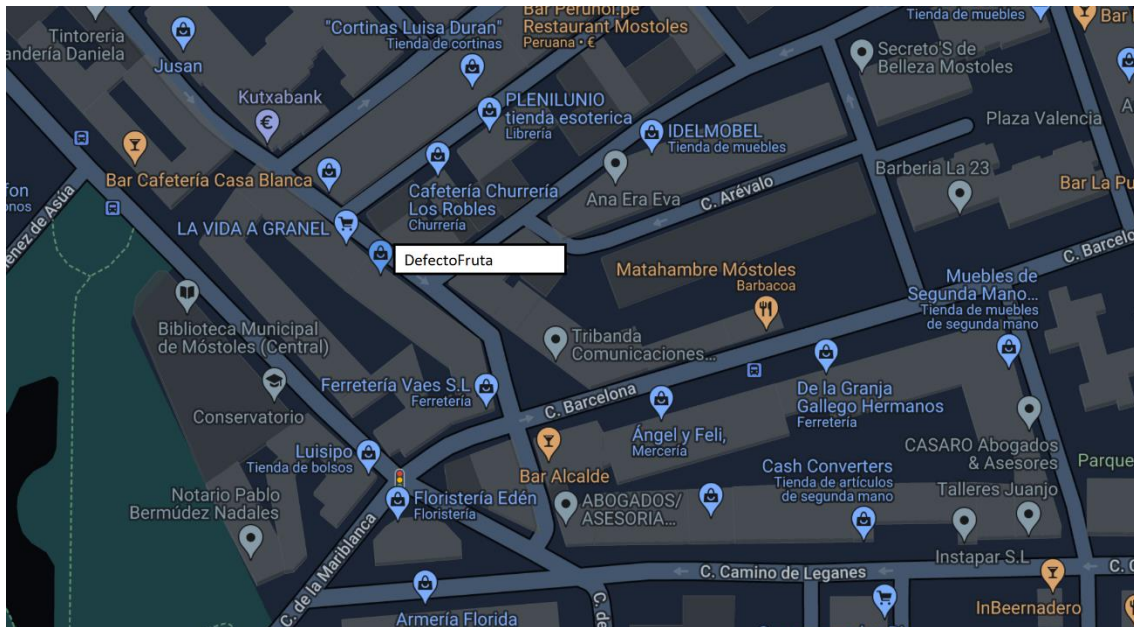 Tintoreria
andería Daniela
Jusan
"Cortinas Luisa Duran"
Tienda de cortinas
Bar Peruhol.pe
Restaurant Mostoles
Peruana • €
Tienda de muebles
Bar
Secreto'S de
Belleza Mostoles
Kutxabank
€
PLENILUNIO
tienda esoterica
Librería
IDELMOBEL
Tienda de muebles
Plaza Valencia
A
Bar Cafetería Casa Blanca
fon
onos
nenez de Asúa
Cafetería Churrería
Los Robles
Churrería
Ana Era Eva
C. Arévalo
Barberia La 23
Bar La Pu
LA VIDA A GRANEL
DefectoFruta
C. Barcelo
Matahambre Móstoles
Barbacoa
Muebles de
Segunda Mano...
Tienda de muebles
de segunda mano
Biblioteca Municipal
de Móstoles (Central)
Tribanda
Comunicaciones...
Ferretería Vaes S.L
Ferretería
Conservatorio
C. Barcelona
De la Granja
Gallego Hermanos
Ferretería
Ángel y Feli,
Mercería
Luisipo
Tienda de bolsos
Bar Alcalde
CASARO Abogados
& Asesores
Parque
Cash Converters
Tienda de artículos
de segunda mano
Talleres Juanjo
Notario Pablo
Bermúdez Nadales
Floristería Edén
Floristería
ABOGADOS/
ASESORIA...
Instapar S.L
C. de la Mariblanca
C. Camino de Leganes
C. C
Armería Florida
C. de
InBeernadero